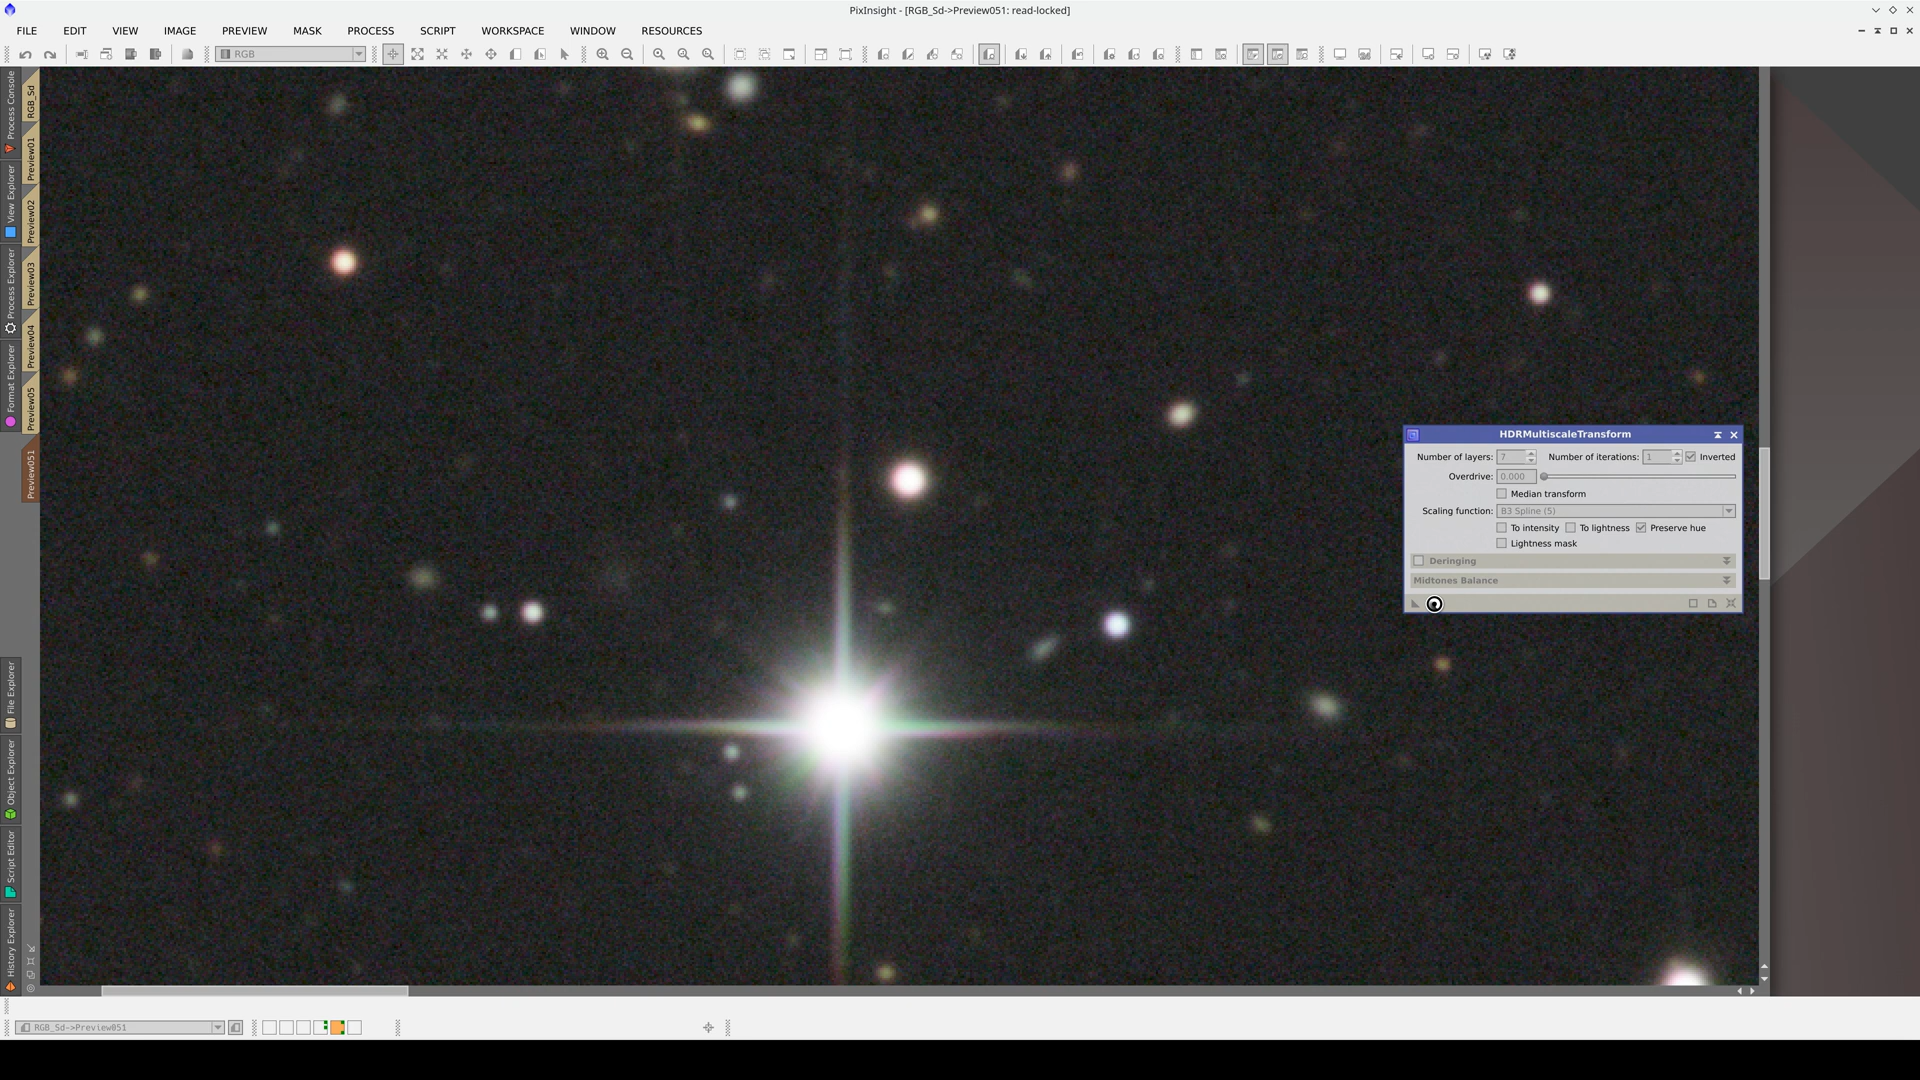 PixInsight - [RGB_Sd->Preview051: read-locked]
FILE EDIT VIEW PREVIEW IMAGE MASK PROCESS SCRIPT WORKSPACE WINDOW RESOURCES
RGB
Process Console
View Explorer
Process Explorer
Format Explorer
File Explorer
Object Explorer
Script Editor
History Explorer
RGB_Sd
Preview01
Preview02
Preview03
Preview04
Preview05
Preview051
HDRMultiscaleTransform
Number of layers: 7 Number of iterations: 1 Inverted
Overdrive: 0.000
Median transform
Scaling function: B3 Spline (5)
To intensity To lightness Preserve hue
Lightness mask
Deringing
Midtones Balance
RGB_Sd->Preview051